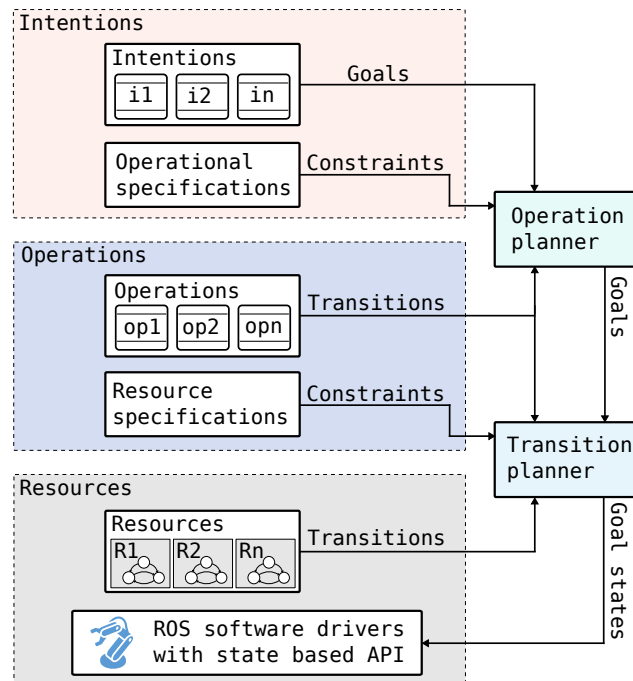 Intentions
Intentions
i1 i2 in
Goals
Operational
specifications
Constraints
Operation
planner
Goals
Operations
Operations
op1 op2 opn
Transitions
Resource
specifications
Constraints
Transition
planner
Goal states
Resources
Resources
R1 R2 Rn
Transitions
ROS software drivers
with state based API